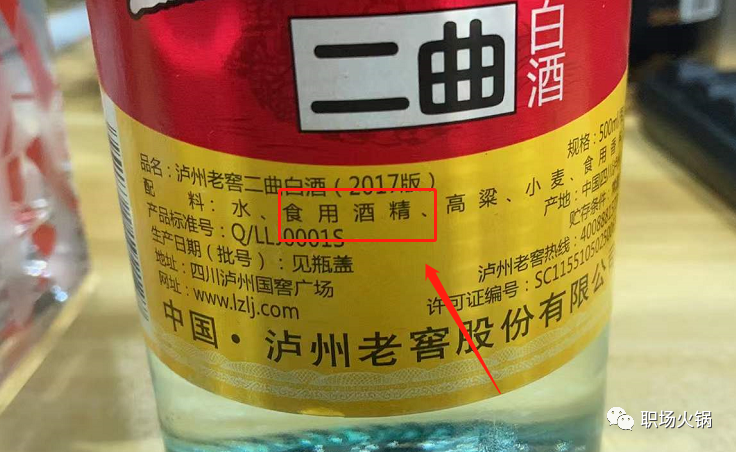 二曲
白酒
品名：泸州老窖二曲白酒（2017版）
规格：500ml
配料：水、食用酒精、高粱、小麦、食用香
产品标准号：Q/LLJ0001S
产地：中国四川
生产日期（批号）：见瓶盖
贮存条件：
地址：四川泸州国窖广场
泸州老窖热线：40088815
网址：www.lzlj.com
许可证编号：SC11551050250
中国·泸州老窖股份有限公
职场火锅